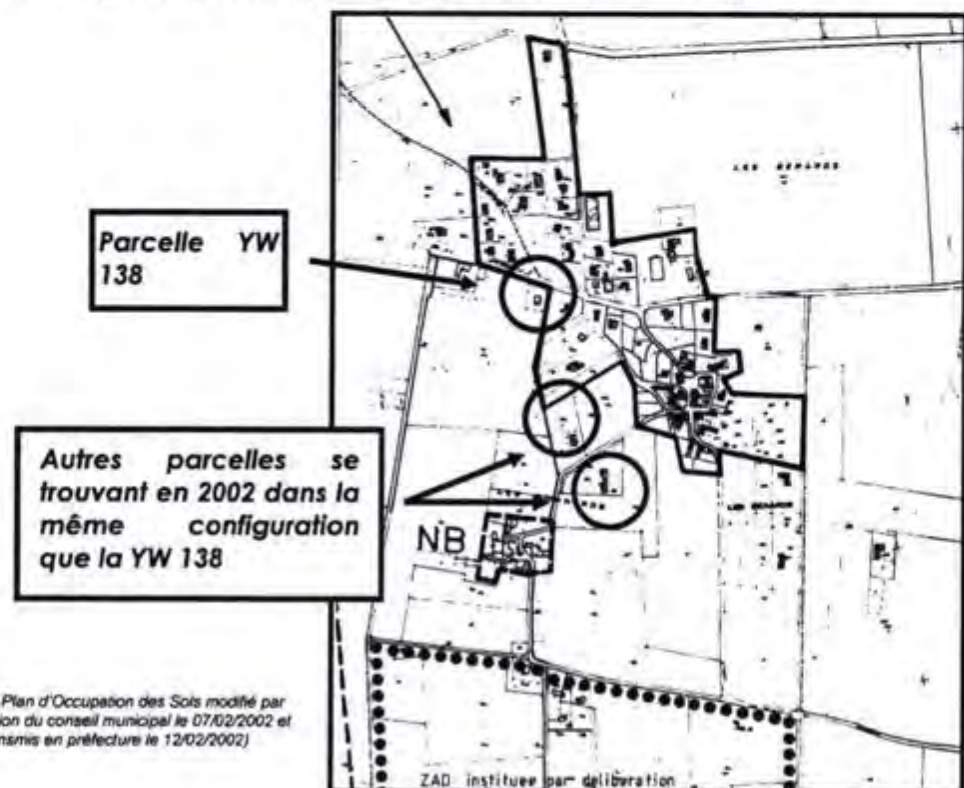 LES DEMANGE
Parcelle YW
138
Autres parcelles se
trouvant en 2002 dans la
même configuration
que la YW 138
NB
LES
Plan d'Occupation des Sols modifié par
ion du conseil municipal le 07/02/2002 et
nsmis en préfecture le 12/02/2002)
ZAD instituee par deliberation